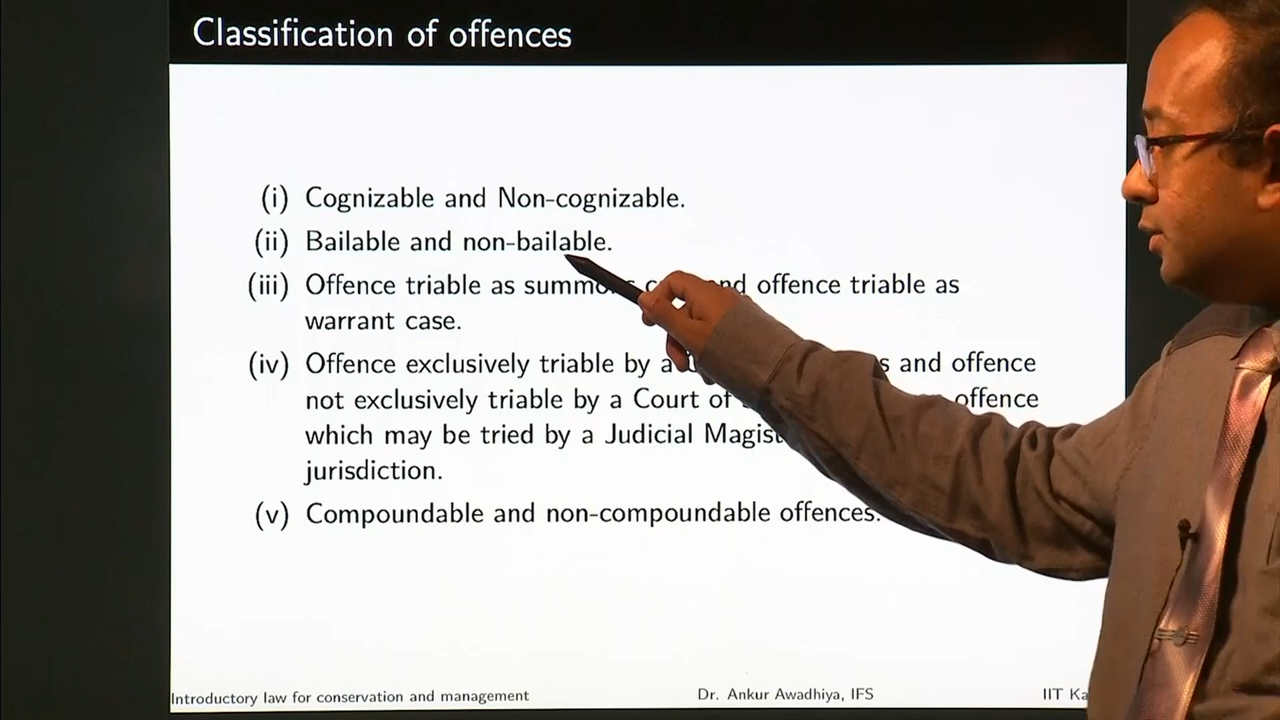 Classification of offences
(i) Cognizable and Non-cognizable.
(ii) Bailable and non-bailable.
(iii) Offence triable as and offence triable as
warrant case.
(iv) Offence exclusively triable by a and offence
not exclusively triable by a Court of offence
which may be tried by a Judicial
jurisdiction.
(v) Compoundable and non-compoundable offences.
Introductory law for conservation and management Dr. Ankur Awadhiya, IFS IIT